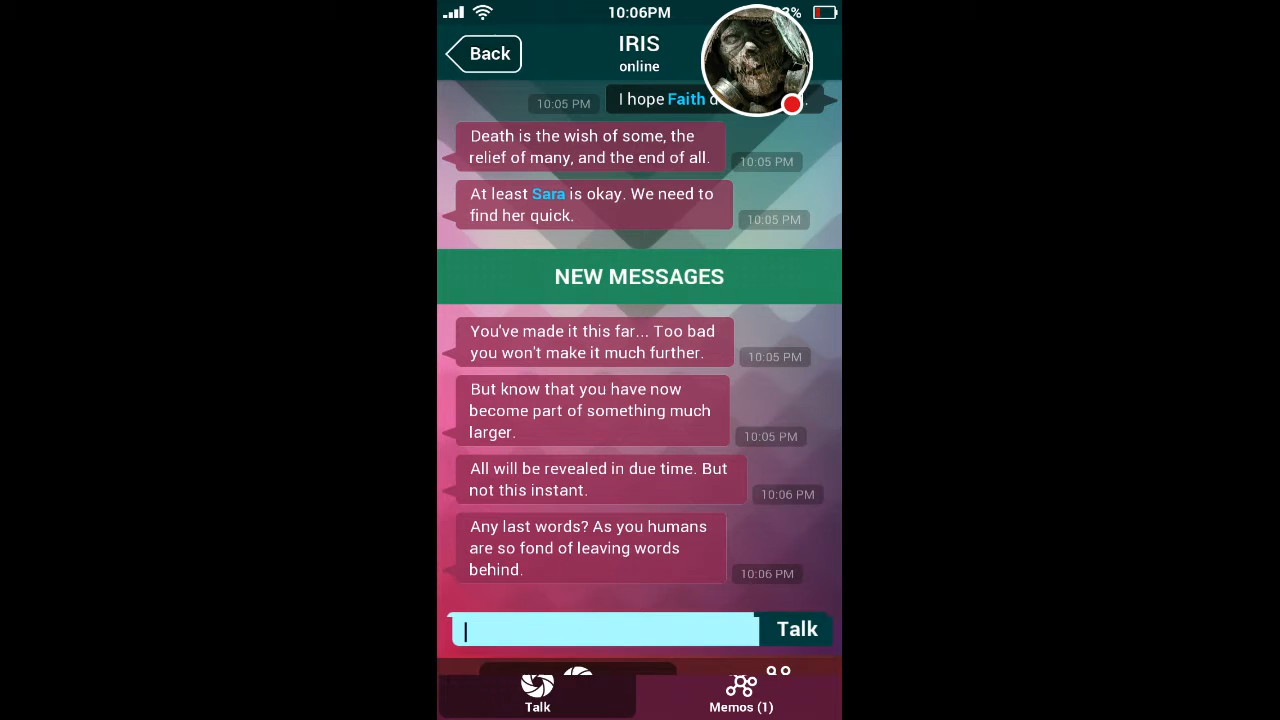 10:06PM
3%
Back
IRIS
online
10:05 PM
I hope Faith
Death is the wish of some, the
relief of many, and the end of all.
10:05 PM
At least Sara is okay. We need to
find her quick.
10:05 PM
NEW MESSAGES
You've made it this far... Too bad
you won't make it much further.
10:05 PM
But know that you have now
become part of something much
larger.
10:05 PM
All will be revealed in due time. But
not this instant.
10:06 PM
Any last words? As you humans
are so fond of leaving words
behind.
10:06 PM
Talk
Talk
Memos (1)